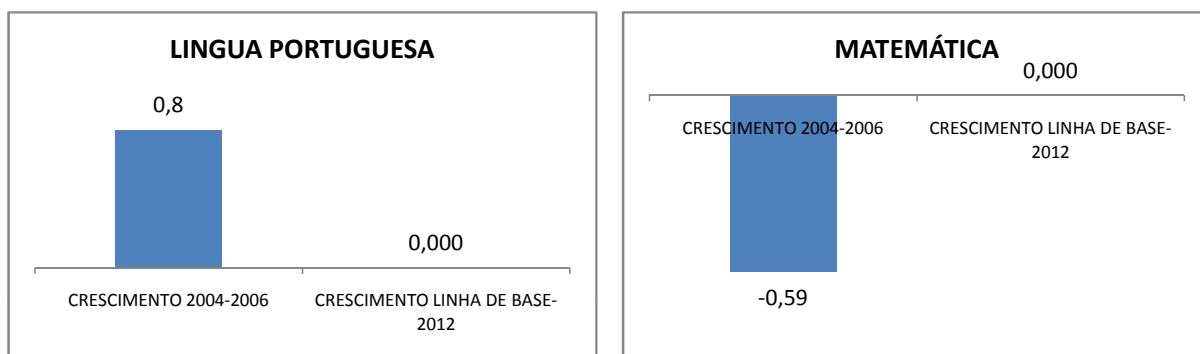 LINGUA PORTUGUESA
0,8
0,000
CRESCIMENTO 2004-2006
CRESCIMENTO LINHA DE BASE-
2012
MATEMÁTICA
0,000
CRESCIMENTO 2004-2006
CRESCIMENTO LINHA DE BASE-
2012
-0,59